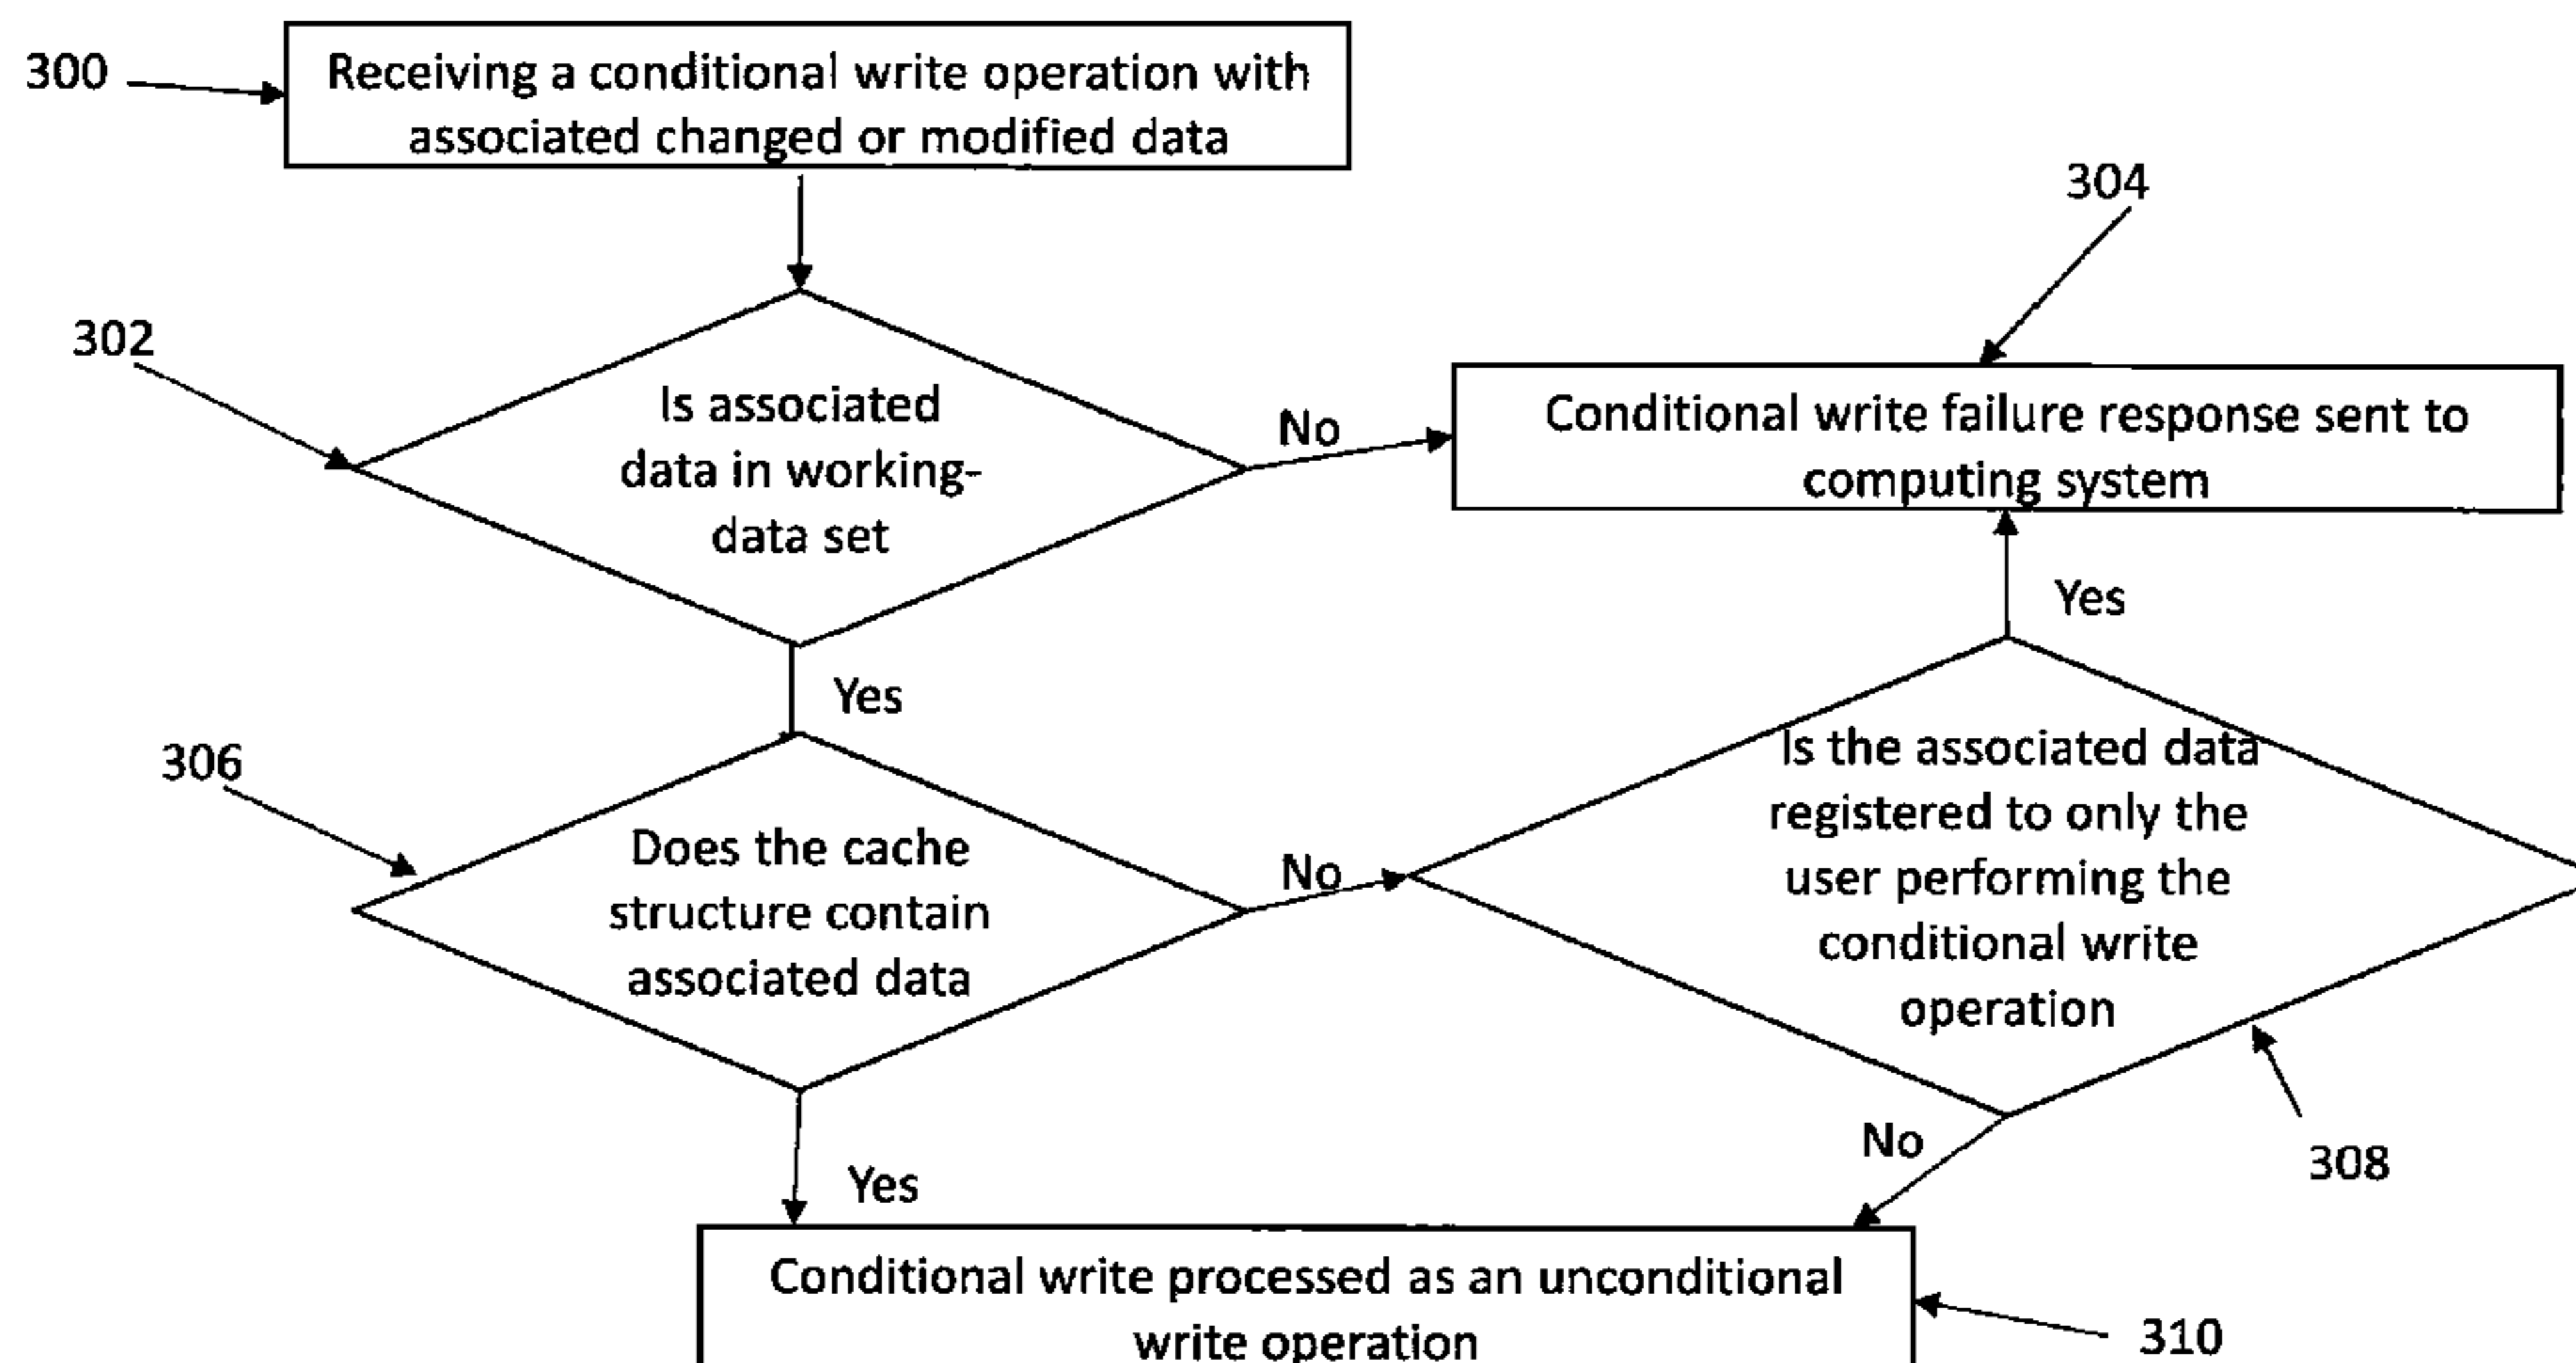 300
Receiving a conditional write operation with
associated changed or modified data
304
302
Is associated
data in working-
data set
No
Conditional write failure response sent to
computing system
Yes
Yes
306
Does the cache
structure contain
associated data
No
Is the associated data
registered to only the
user performing the
conditional write
operation
308
No
Yes
Conditional write processed as an unconditional
write operation
310